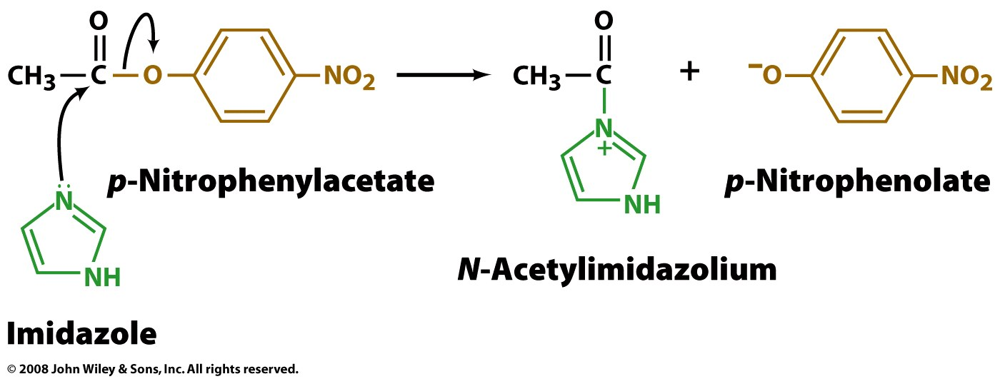 O
O
CH₃ C O NO₂
CH₃ C + ⁻O NO₂
N
+
NH
p-Nitrophenylacetate
p-Nitrophenolate
N
NH
N-Acetylimidazolium
Imidazole
© 2008 John Wiley & Sons, Inc. All rights reserved.